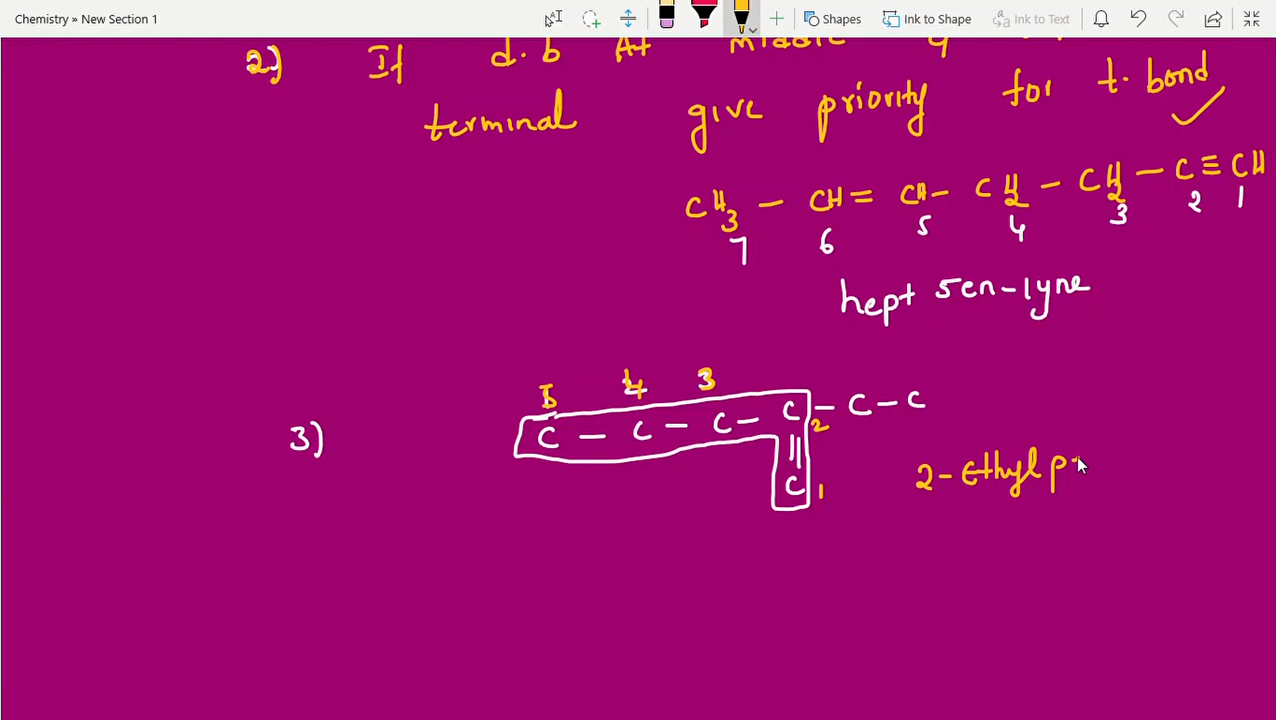 Chemistry » New Section 1
Shapes Ink to Shape Ink to Text
2) If d.b At middle
terminal give priority for t.bond
CH3 – CH = CH – CH2 – CH2 – C ≡ CH
7 6 5 4 3 2 1
hept 5en-1yne
5 4 3
3) C – C – C – C – C – C
2
||
C 1
2-Ethyl p